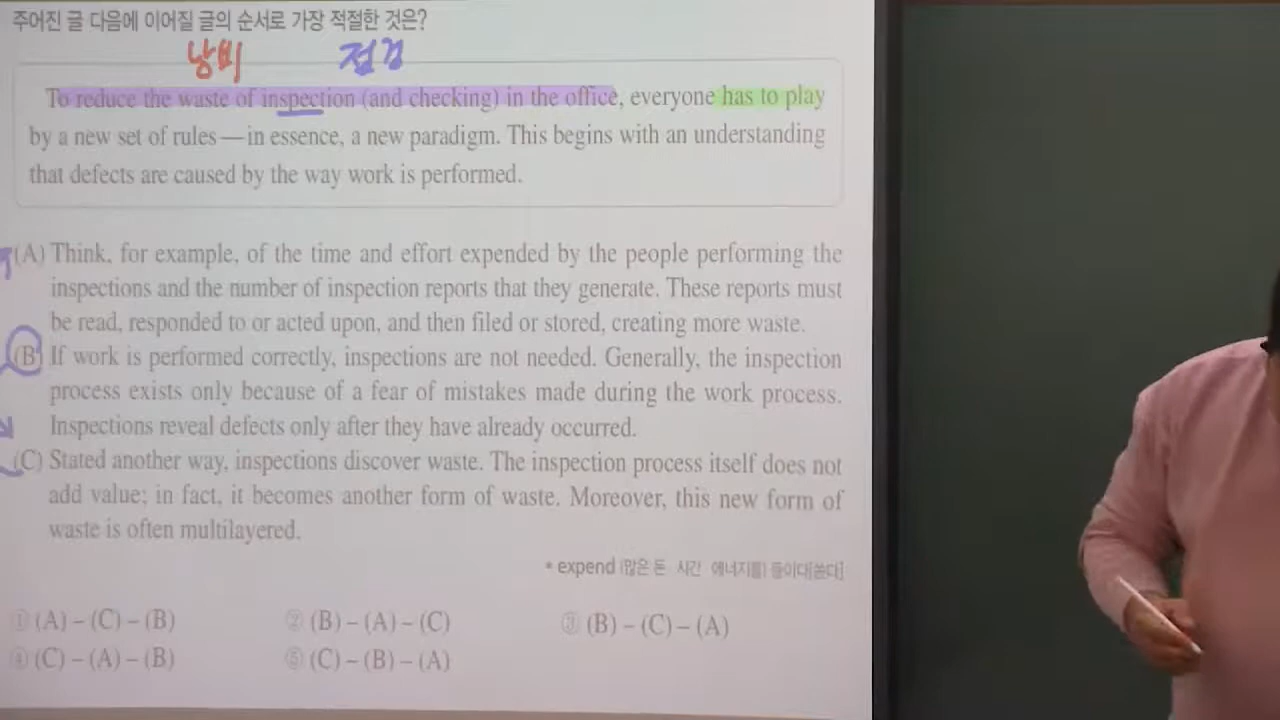 주어진 글 다음에 이어질 글의 순서로 가장 적절한 것은?
낭비 점검
To reduce the waste of inspection (and checking) in the office, everyone has to play
by a new set of rules—in essence, a new paradigm. This begins with an understanding
that defects are caused by the way work is performed.
(A) Think, for example, of the time and effort expended by the people performing the
inspections and the number of inspection reports that they generate. These reports must
be read, responded to or acted upon, and then filed or stored, creating more waste.
(B) If work is performed correctly, inspections are not needed. Generally, the inspection
process exists only because of a fear of mistakes made during the work process.
Inspections reveal defects only after they have already occurred.
(C) Stated another way, inspections discover waste. The inspection process itself does not
add value; in fact, it becomes another form of waste. Moreover, this new form of
waste is often multilayered.
* expend (많은 돈·시간·에너지를) 들이다[쏟다]
① (A) – (C) – (B) ② (B) – (A) – (C) ③ (B) – (C) – (A)
④ (C) – (A) – (B) ⑤ (C) – (B) – (A)